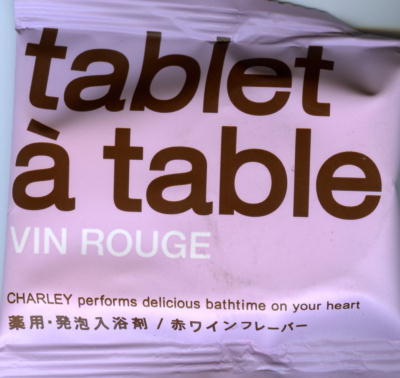 tablet
à table
VIN ROUGE
CHARLEY performs delicious bathtime on your heart
薬用・発泡入浴剤 / 赤ワインフレーバー